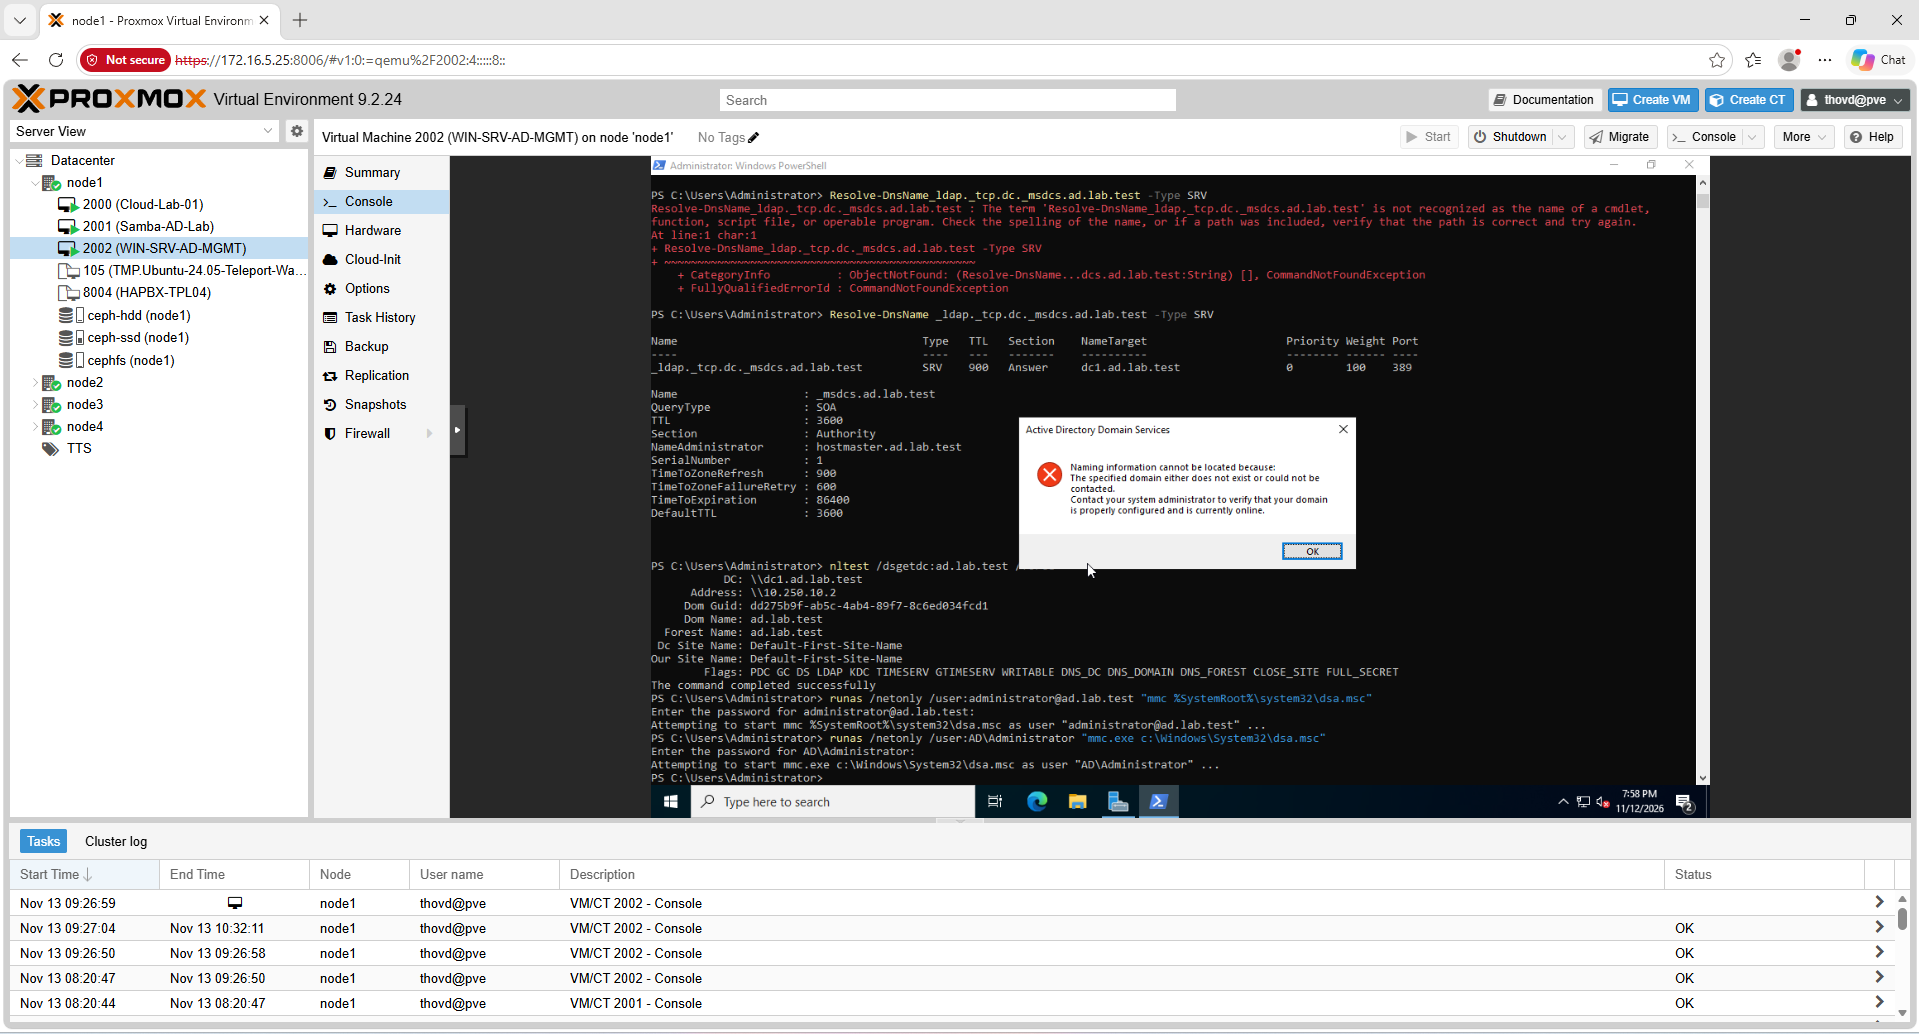 node1 - Proxmox Virtual Environm
Not secure https://172.16.5.25:8006/#v1:0:=qemu%2F2002:4:::::8::
Chat
PROXMOX Virtual Environment 9.2.24
Search
Documentation
Create VM
Create CT
thovd@pve
Server View
Virtual Machine 2002 (WIN-SRV-AD-MGMT) on node 'node1'
No Tags
Start
Shutdown
Migrate
Console
More
Help
Datacenter
node1
2000 (Cloud-Lab-01)
2001 (Samba-AD-Lab)
2002 (WIN-SRV-AD-MGMT)
105 (TMP.Ubuntu-24.05-Teleport-Wa...
8004 (HAPBX-TPL04)
ceph-hdd (node1)
ceph-ssd (node1)
cephfs (node1)
node2
node3
node4
TTS
Summary
Console
Hardware
Cloud-Init
Options
Task History
Backup
Replication
Snapshots
Firewall
Administrator: Windows PowerShell
PS C:\Users\Administrator> Resolve-DnsName_ldap._tcp.dc._msdcs.ad.lab.test -Type SRV
Resolve-DnsName_ldap._tcp.dc._msdcs.ad.lab.test : The term 'Resolve-DnsName_ldap._tcp.dc._msdcs.ad.lab.test' is not recognized as the name of a cmdlet,
function, script file, or operable program. Check the spelling of the name, or if a path was included, verify that the path is correct and try again.
At line:1 char:1
+ Resolve-DnsName_ldap._tcp.dc._msdcs.ad.lab.test -Type SRV
+ ~~~~~~~~~~~~~~~~~~~~~~~~~~~~~~~~~~~~~~~~~~~~~~~
+ CategoryInfo : ObjectNotFound: (Resolve-DnsName...dcs.ad.lab.test:String) [], CommandNotFoundException
+ FullyQualifiedErrorId : CommandNotFoundException
PS C:\Users\Administrator> Resolve-DnsName _ldap._tcp.dc._msdcs.ad.lab.test -Type SRV
Name Type TTL Section NameTarget Priority Weight Port
---- ---- --- ------- ---------- -------- ------ ----
_ldap._tcp.dc._msdcs.ad.lab.test SRV 900 Answer dc1.ad.lab.test 0 100 389
Name : _msdcs.ad.lab.test
QueryType : SOA
TTL : 3600
Section : Authority
NameAdministrator : hostmaster.ad.lab.test
SerialNumber : 1
TimeToZoneRefresh : 900
TimeToZoneFailureRetry : 600
TimeToExpiration : 86400
DefaultTTL : 3600
Active Directory Domain Services
Naming information cannot be located because:
The specified domain either does not exist or could not be
contacted.
Contact your system administrator to verify that your domain
is properly configured and is currently online.
OK
PS C:\Users\Administrator> nltest /dsgetdc:ad.lab.test
DC: \\dc1.ad.lab.test
Address: \\10.250.10.2
Dom Guid: dd275b9f-ab5c-4ab4-89f7-8c6ed034fcd1
Dom Name: ad.lab.test
Forest Name: ad.lab.test
Dc Site Name: Default-First-Site-Name
Our Site Name: Default-First-Site-Name
Flags: PDC GC DS LDAP KDC TIMESERV GTIMESERV WRITABLE DNS_DC DNS_DOMAIN DNS_FOREST CLOSE_SITE FULL_SECRET
The command completed successfully
PS C:\Users\Administrator> runas /netonly /user:administrator@ad.lab.test "mmc %SystemRoot%\system32\dsa.msc"
Enter the password for administrator@ad.lab.test:
Attempting to start mmc %SystemRoot%\system32\dsa.msc as user "administrator@ad.lab.test" ...
PS C:\Users\Administrator> runas /netonly /user:AD\Administrator "mmc.exe c:\Windows\System32\dsa.msc"
Enter the password for AD\Administrator:
Attempting to start mmc.exe c:\Windows\System32\dsa.msc as user "AD\Administrator" ...
PS C:\Users\Administrator>
Type here to search
7:58 PM
11/12/2026
2
Tasks
Cluster log
Start Time End Time Node User name Description Status
Nov 13 09:26:59 node1 thovd@pve VM/CT 2002 - Console
Nov 13 09:27:04 Nov 13 10:32:11 node1 thovd@pve VM/CT 2002 - Console OK
Nov 13 09:26:50 Nov 13 09:26:58 node1 thovd@pve VM/CT 2002 - Console OK
Nov 13 08:20:47 Nov 13 09:26:50 node1 thovd@pve VM/CT 2002 - Console OK
Nov 13 08:20:44 Nov 13 08:20:47 node1 thovd@pve VM/CT 2001 - Console OK